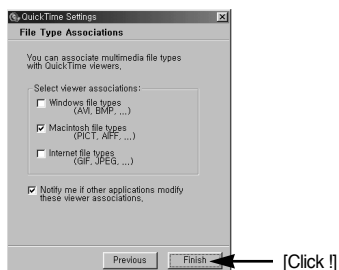 QuickTime Settings
File Type Associations
You can associate multimedia file types
with QuickTime viewers,
Select viewer associations:
Windows file types
(AVI, BMP, ,,,)
Macintosh file types
(PICT, AIFF, ,,,)
Internet file types
(GIF, JPEG, ,,,)
Notify me if other applications modify
these viewer associations,
Previous
Finish
[Click !]